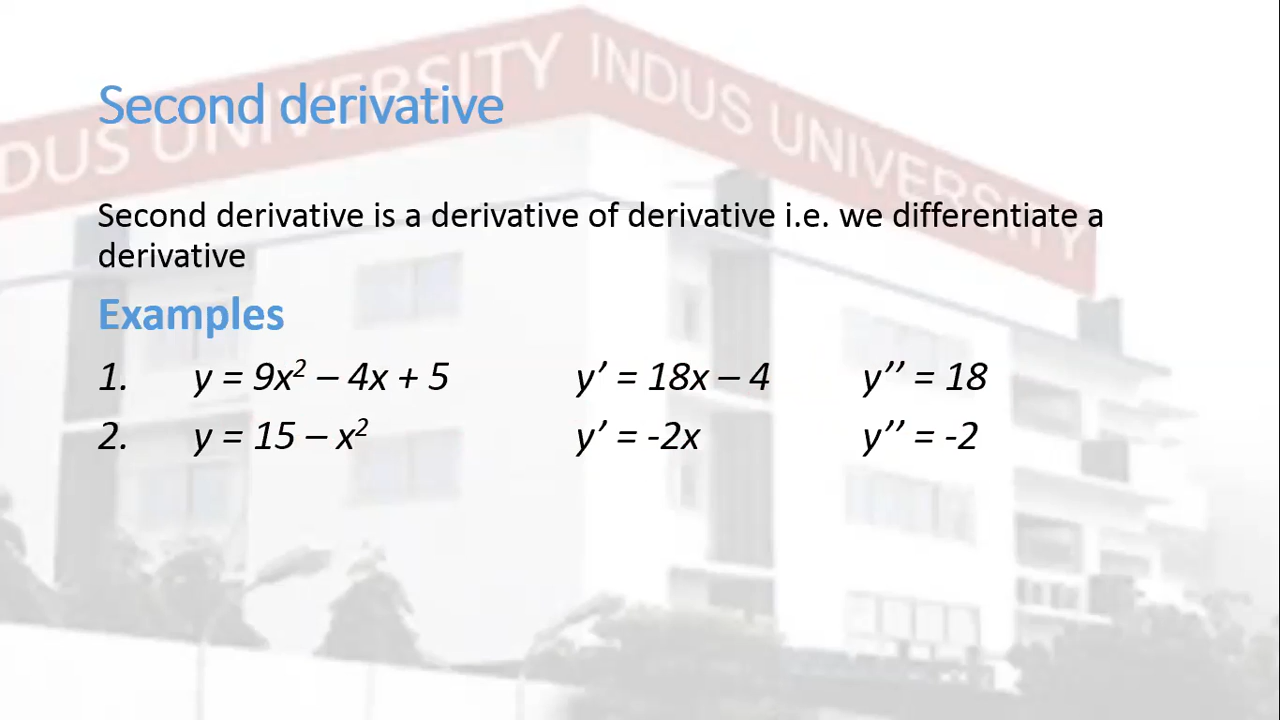 INDUS UNIVERSITY
DUS UNIVERSITY
Second derivative
Second derivative is a derivative of derivative i.e. we differentiate a
derivative
Examples
1. y = 9x² – 4x + 5 y’ = 18x – 4 y’’ = 18
2. y = 15 – x² y’ = -2x y’’ = -2